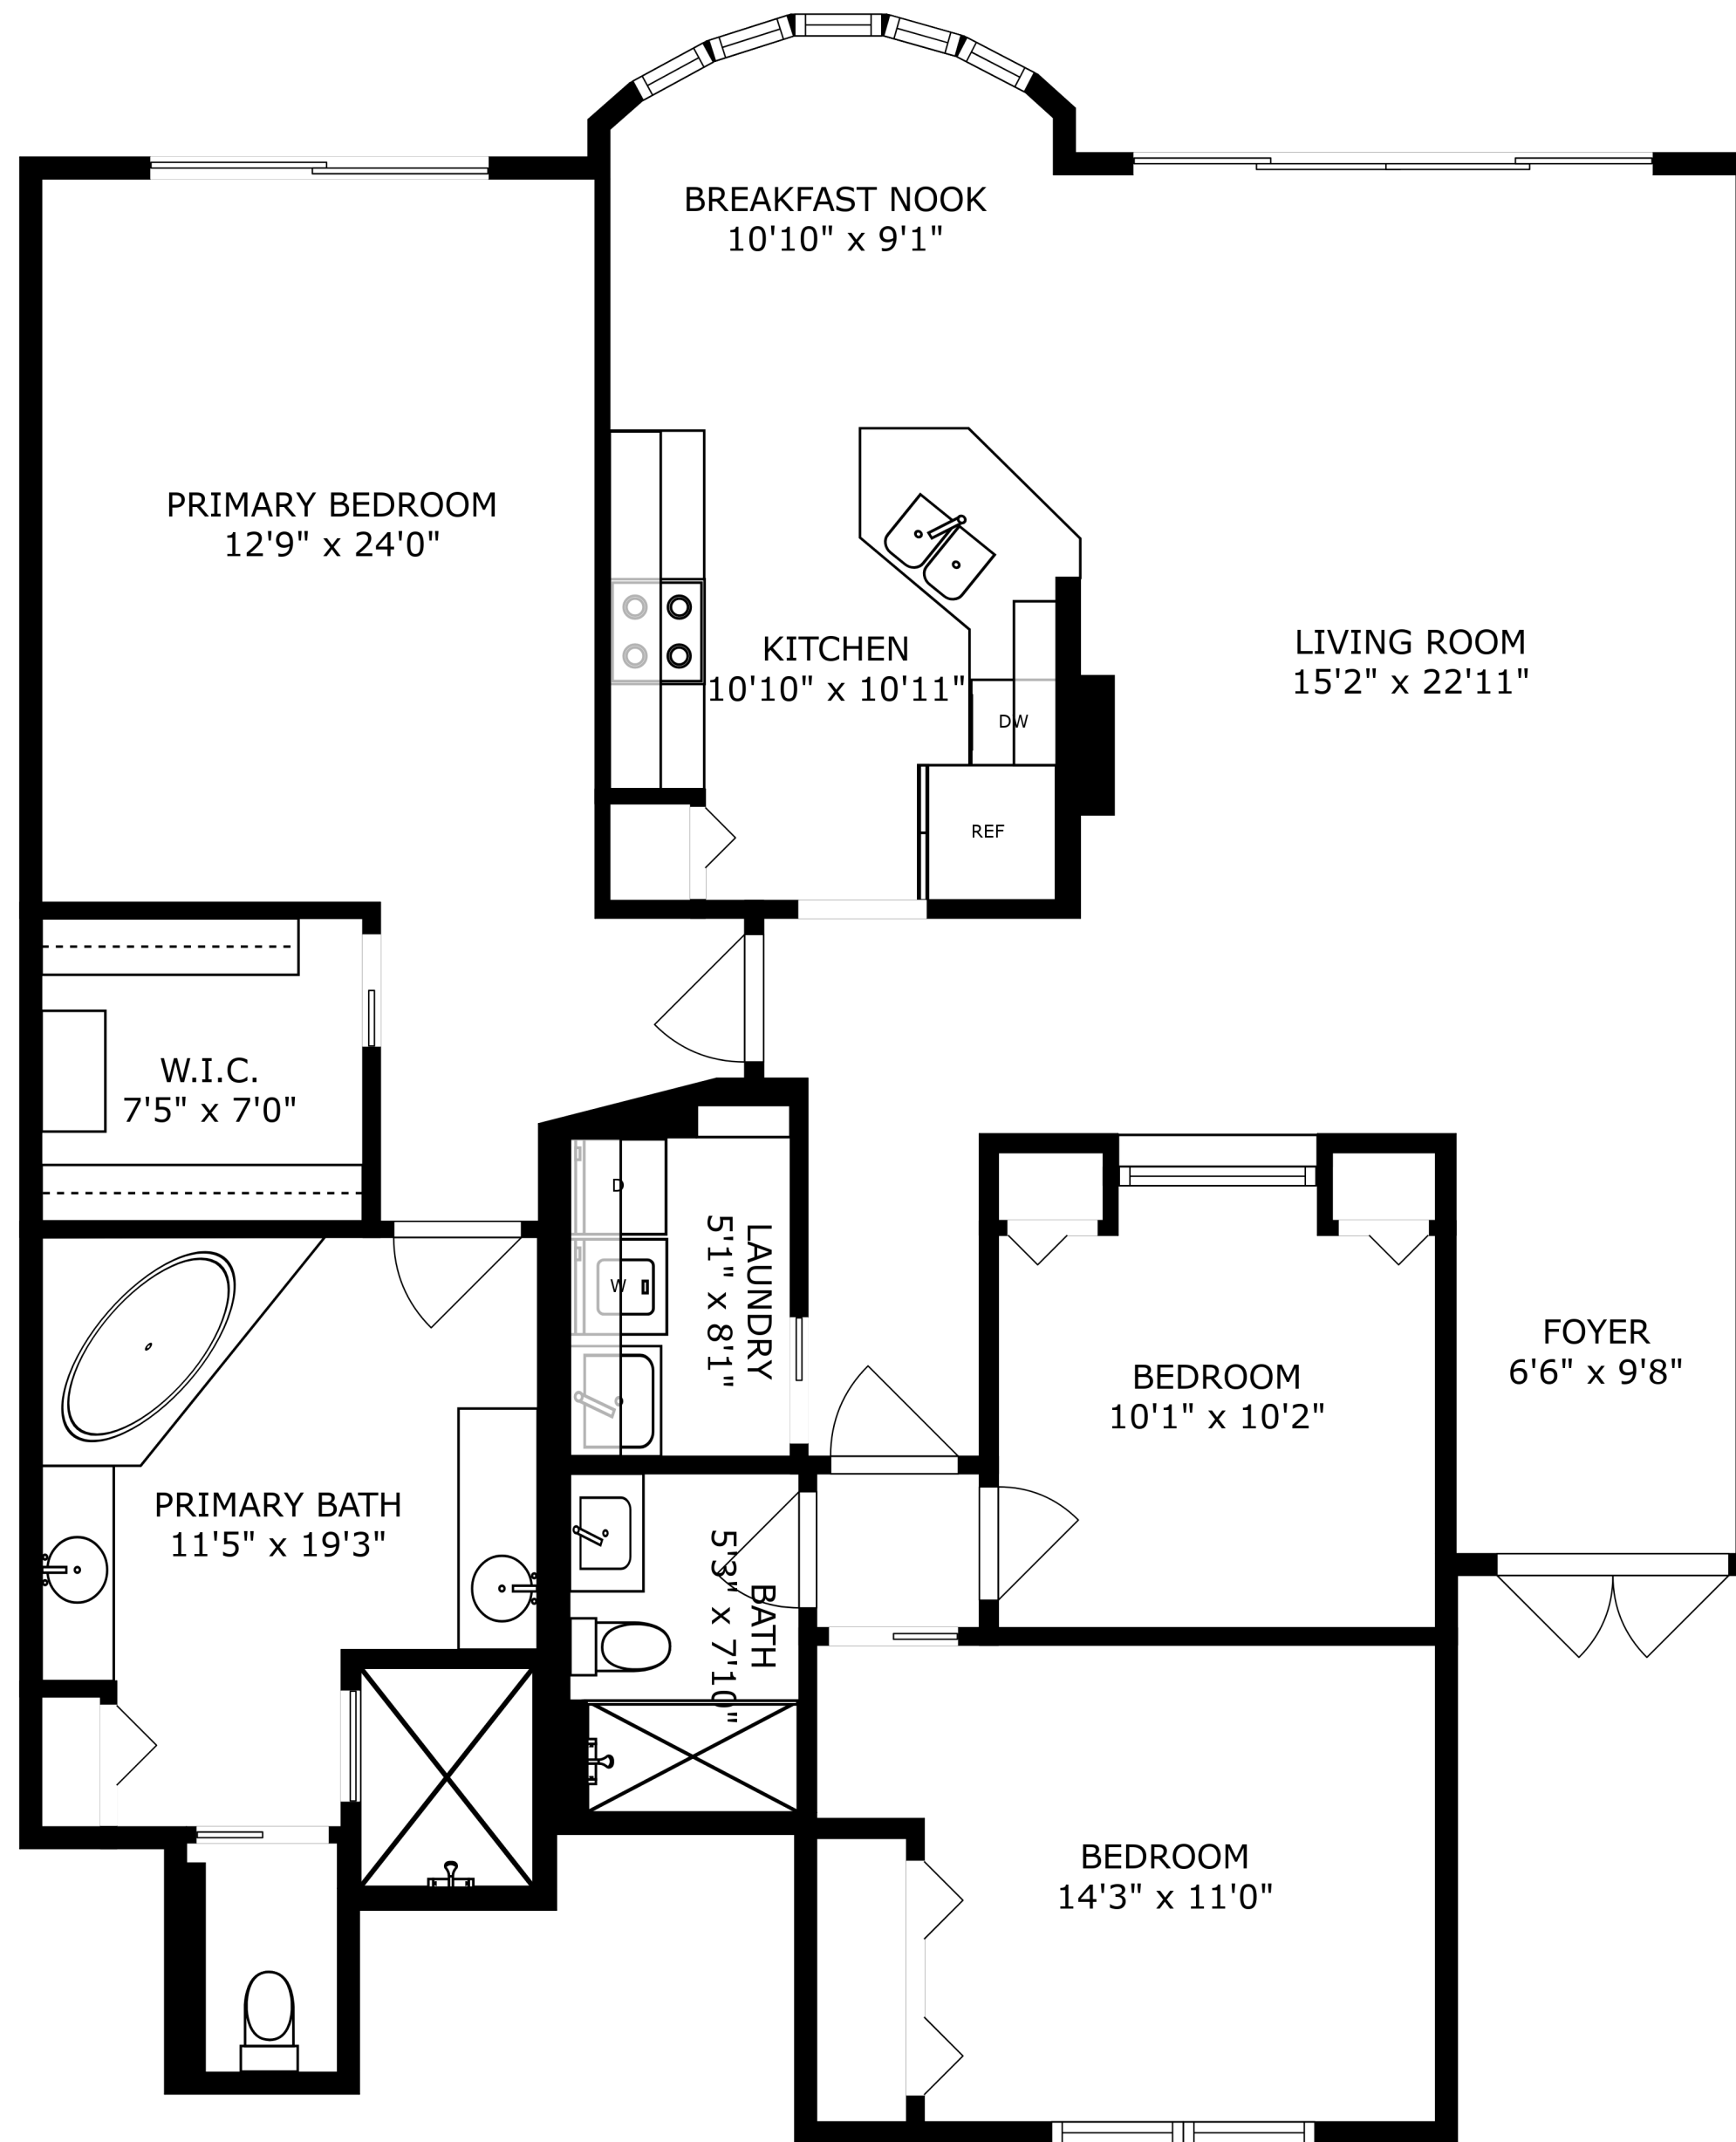 BREAKFAST NOOK
10'10" x 9'1"
PRIMARY BEDROOM
12'9" x 24'0"
KITCHEN
10'10" x 10'11"
LIVING ROOM
15'2" x 22'11"
DW
REF
W.I.C.
7'5" x 7'0"
D
W
LAUNDRY
5'1" x 8'1"
FOYER
6'6" x 9'8"
BEDROOM
10'1" x 10'2"
PRIMARY BATH
11'5" x 19'3"
BATH
5'3" x 7'10"
BEDROOM
14'3" x 11'0"